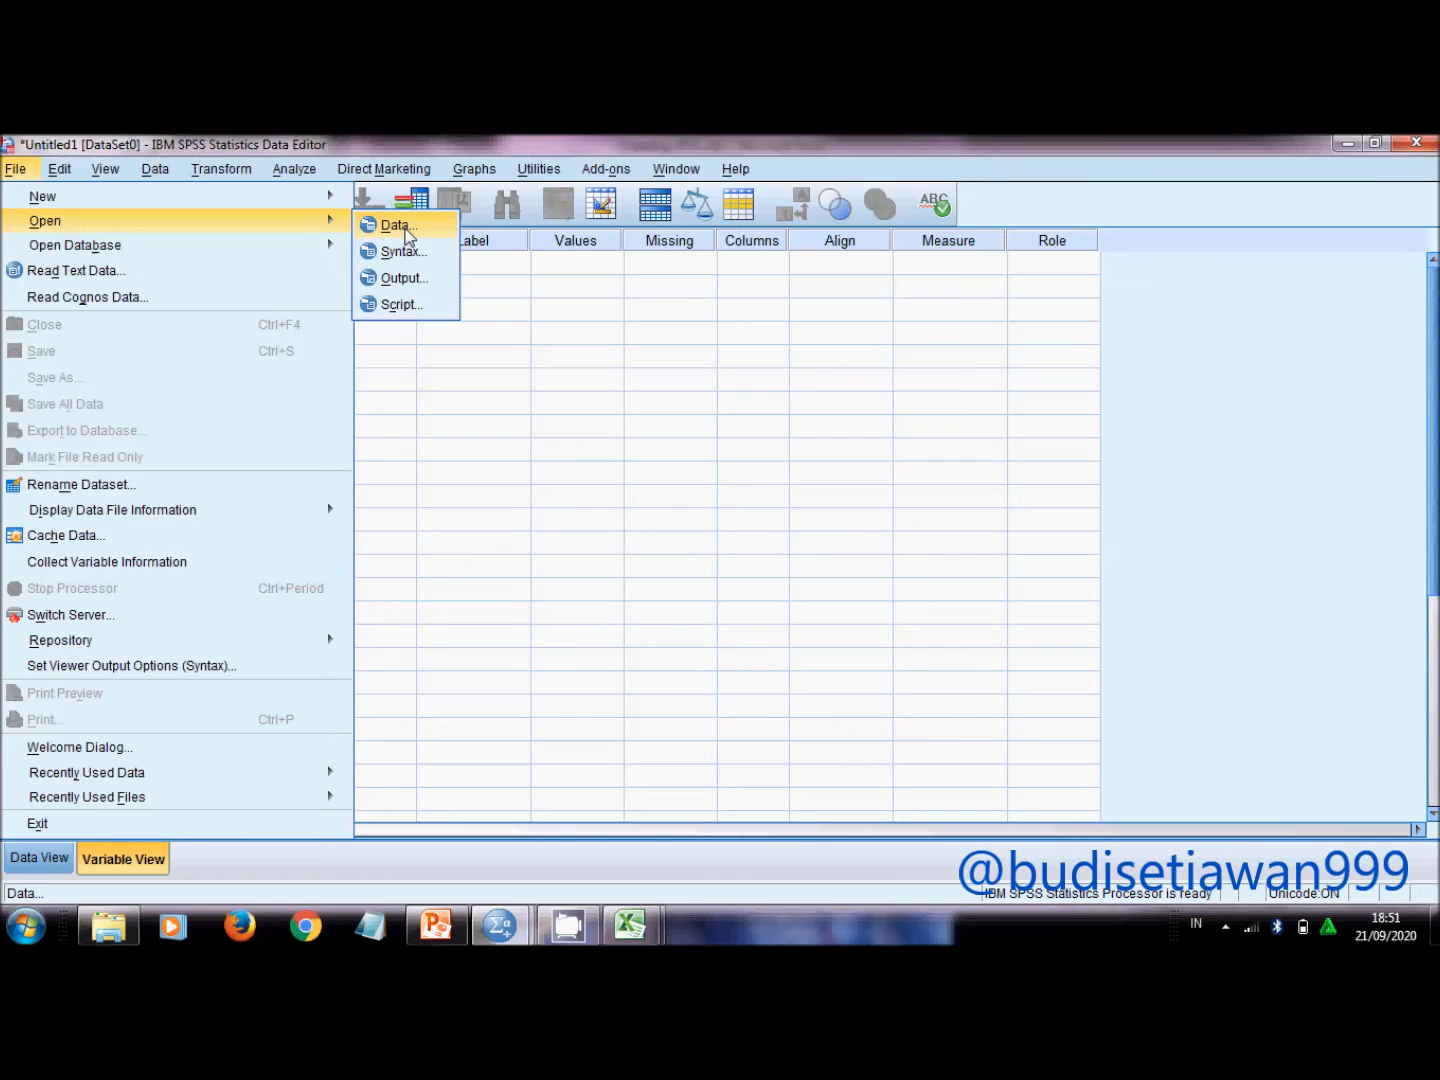 *Untitled1 [DataSet0] - IBM SPSS Statistics Data Editor
File Edit View Data Transform Analyze Direct Marketing Graphs Utilities Add-ons Window Help
New
Open
Open Database
Read Text Data...
Read Cognos Data...
Close Ctrl+F4
Save Ctrl+S
Save As...
Save All Data
Export to Database...
Mark File Read Only
Rename Dataset...
Display Data File Information
Cache Data...
Collect Variable Information
Stop Processor Ctrl+Period
Switch Server...
Repository
Set Viewer Output Options (Syntax)...
Print Preview
Print... Ctrl+P
Welcome Dialog...
Recently Used Data
Recently Used Files
Exit
Data...
Syntax...
Output...
Script...
ABC
Label Values Missing Columns Align Measure Role
Data View Variable View
@budisetiawan999
Data... IBM SPSS Statistics Processor is ready Unicode:ON
IN 18:51
21/09/2020